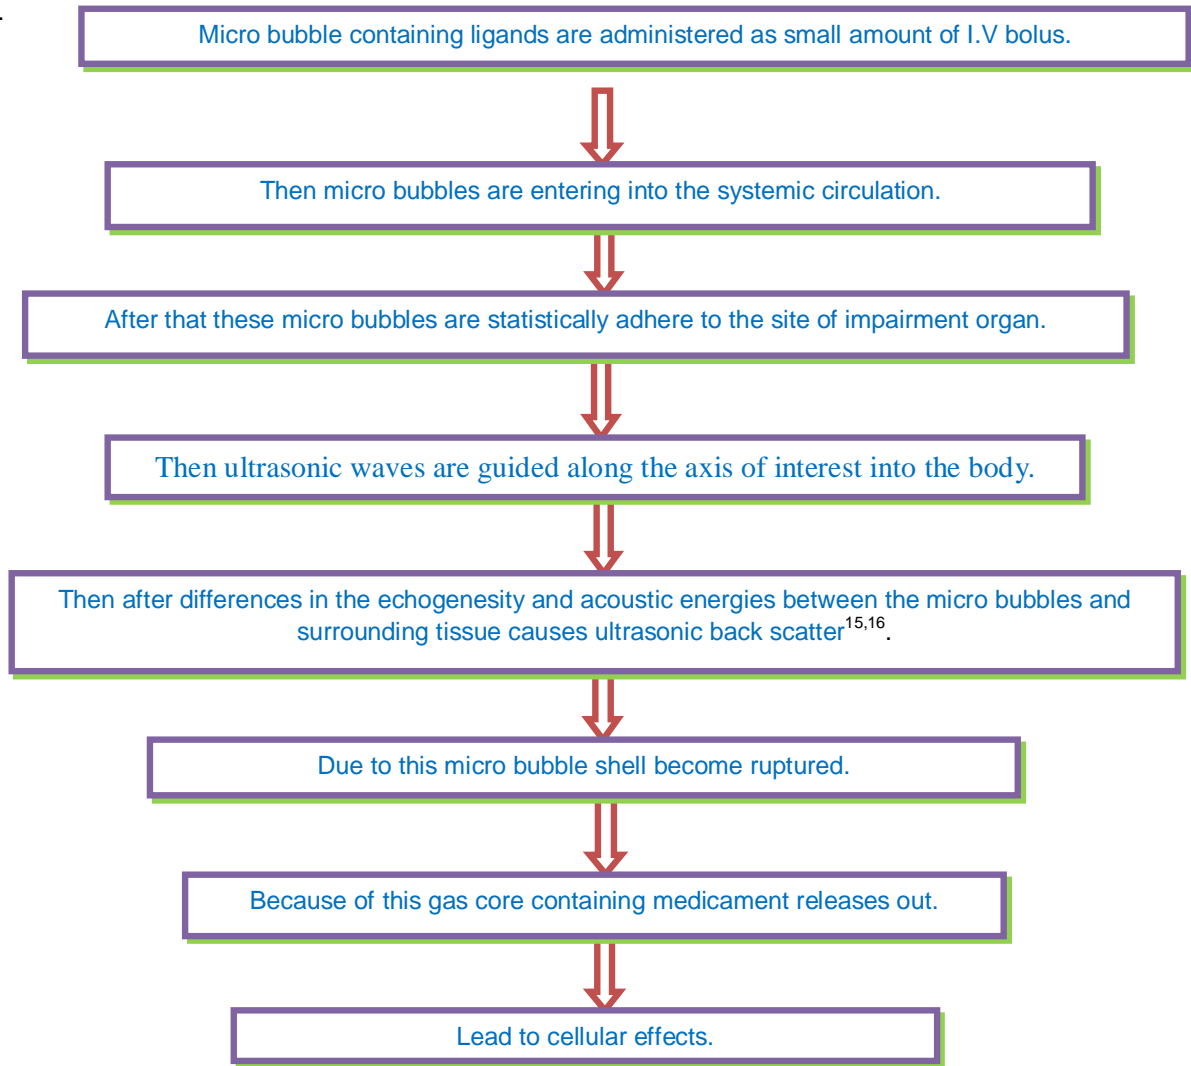 .
Micro bubble containing ligands are administered as small amount of I.V bolus.
Then micro bubbles are entering into the systemic circulation.
After that these micro bubbles are statistically adhere to the site of impairment organ.
Then ultrasonic waves are guided along the axis of interest into the body.
Then after differences in the echogenesity and acoustic energies between the micro bubbles and
surrounding tissue causes ultrasonic back scatter15,16.
Due to this micro bubble shell become ruptured.
Because of this gas core containing medicament releases out.
Lead to cellular effects.